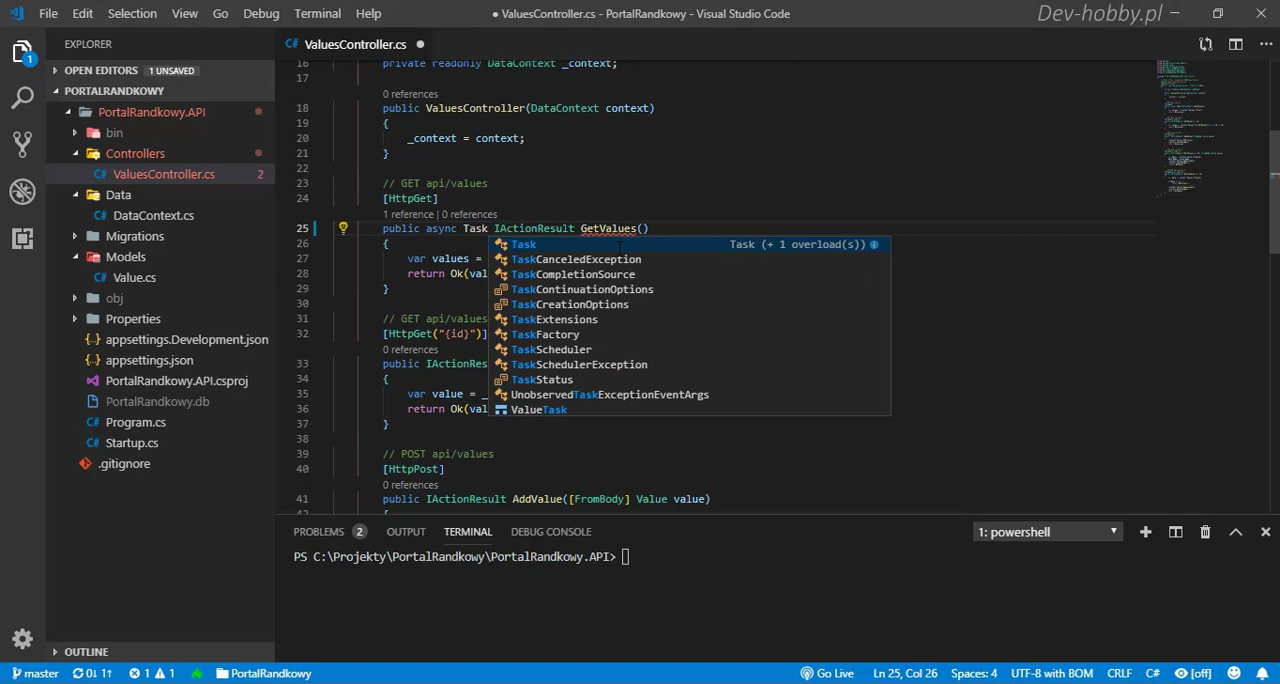 File Edit Selection View Go Debug Terminal Help
● ValuesController.cs - PortalRandkowy - Visual Studio Code
Dev-hobby.pl
EXPLORER
OPEN EDITORS 1 UNSAVED
PORTALRANDKOWY
PortalRandkowy.API
bin
Controllers
ValuesController.cs 2
Data
DataContext.cs
Migrations
Models
Value.cs
obj
Properties
appsettings.Development.json
appsettings.json
PortalRandkowy.API.csproj
PortalRandkowy.db
Program.cs
Startup.cs
.gitignore
OUTLINE
1
ValuesController.cs
16 private readonly DataContext _context;
17
0 references
18 public ValuesController(DataContext context)
19 {
20 _context = context;
21 }
22
23 // GET api/values
24 [HttpGet]
1 reference | 0 references
25 public async Task IActionResult GetValues()
26 {
27 var values =
28 return Ok(val
29 }
30
31 // GET api/values
32 [HttpGet("{id}")]
0 references
33 public IActionRes
34 {
35 var value = _
36 return Ok(val
37 }
38
39 // POST api/values
40 [HttpPost]
0 references
41 public IActionResult AddValue([FromBody] Value value)
42 {
Task Task (+ 1 overload(s))
TaskCanceledException
TaskCompletionSource
TaskContinuationOptions
TaskCreationOptions
TaskExtensions
TaskFactory
TaskScheduler
TaskSchedulerException
TaskStatus
UnobservedTaskExceptionEventArgs
ValueTask
PROBLEMS 2 OUTPUT TERMINAL DEBUG CONSOLE 1: powershell
PS C:\Projekty\PortalRandkowy\PortalRandkowy.API>
master 0↓ 1↑ 1 1 PortalRandkowy Go Live Ln 25, Col 26 Spaces: 4 UTF-8 with BOM CRLF C# [off]